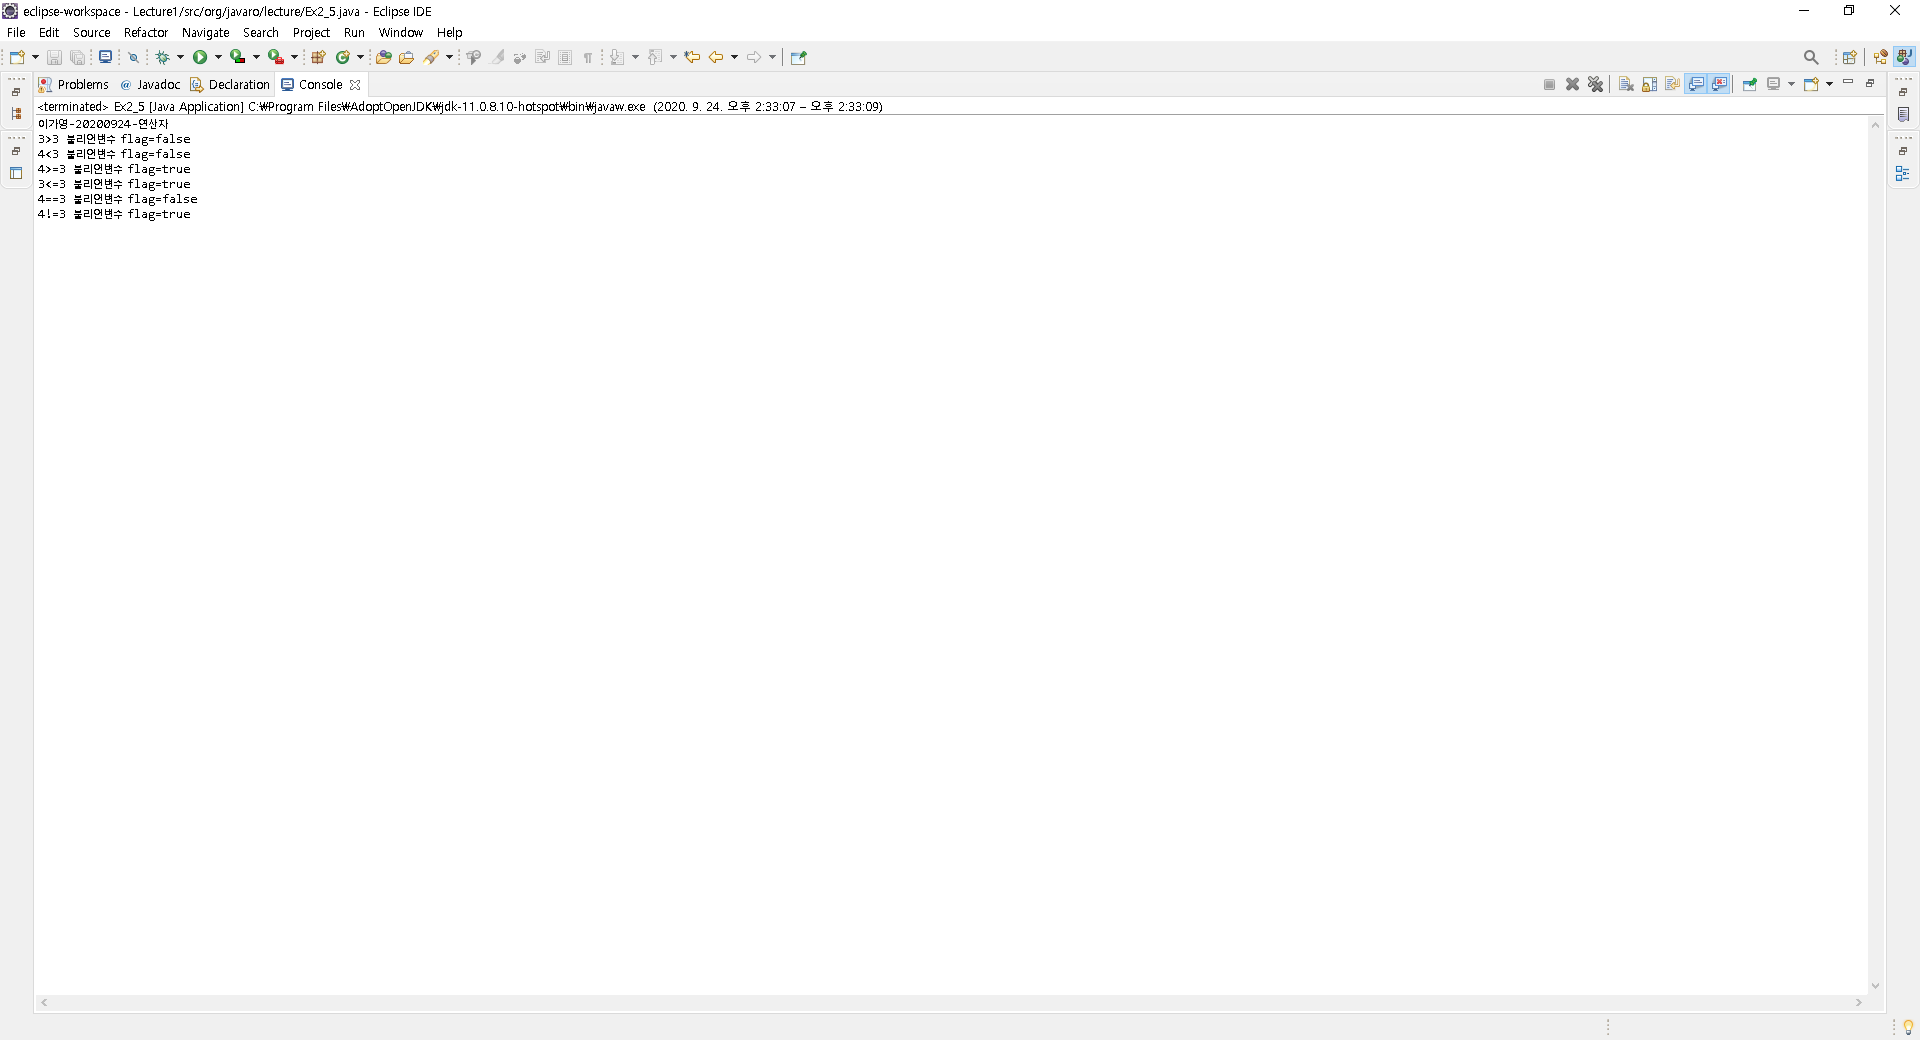 eclipse-workspace - Lecture1/src/org/javaro/lecture/Ex2_5.java - Eclipse IDE
File Edit Source Refactor Navigate Search Project Run Window Help
Problems @ Javadoc Declaration Console
<terminated> Ex2_5 [Java Application] C:₩Program Files₩AdoptOpenJDK₩jdk-11.0.8.10-hotspot₩bin₩javaw.exe (2020. 9. 24. 오후 2:33:07 – 오후 2:33:09)
이가영-20200924-연산자
3>3 불리언변수 flag=false
4<3 불리언변수 flag=false
4>=3 불리언변수 flag=true
3<=3 불리언변수 flag=true
4==3 불리언변수 flag=false
4!=3 불리언변수 flag=true